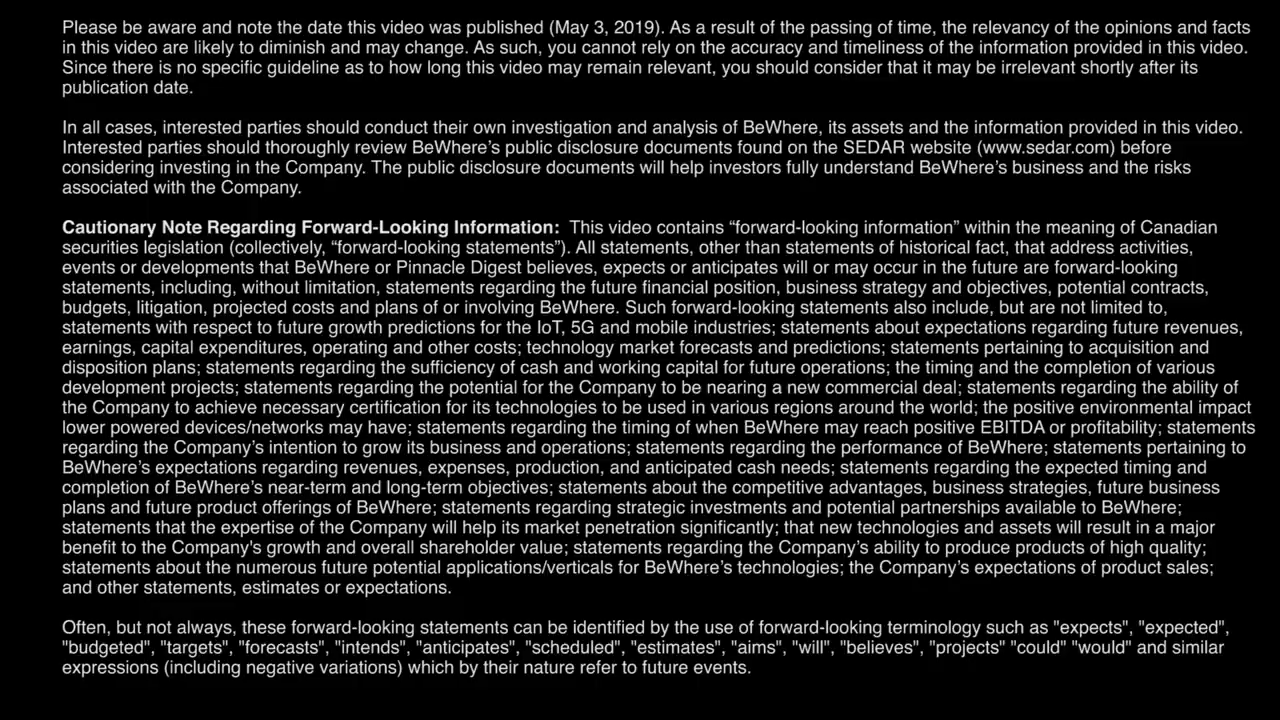 Please be aware and note the date this video was published (May 3, 2019). As a result of the passing of time, the relevancy of the opinions and facts
in this video are likely to diminish and may change. As such, you cannot rely on the accuracy and timeliness of the information provided in this video.
Since there is no specific guideline as to how long this video may remain relevant, you should consider that it may be irrelevant shortly after its
publication date.
In all cases, interested parties should conduct their own investigation and analysis of BeWhere, its assets and the information provided in this video.
Interested parties should thoroughly review BeWhere’s public disclosure documents found on the SEDAR website (www.sedar.com) before
considering investing in the Company. The public disclosure documents will help investors fully understand BeWhere’s business and the risks
associated with the Company.
Cautionary Note Regarding Forward-Looking Information: This video contains “forward-looking information” within the meaning of Canadian
securities legislation (collectively, “forward-looking statements”). All statements, other than statements of historical fact, that address activities,
events or developments that BeWhere or Pinnacle Digest believes, expects or anticipates will or may occur in the future are forward-looking
statements, including, without limitation, statements regarding the future financial position, business strategy and objectives, potential contracts,
budgets, litigation, projected costs and plans of or involving BeWhere. Such forward-looking statements also include, but are not limited to,
statements with respect to future growth predictions for the IoT, 5G and mobile industries; statements about expectations regarding future revenues,
earnings, capital expenditures, operating and other costs; technology market forecasts and predictions; statements pertaining to acquisition and
disposition plans; statements regarding the sufficiency of cash and working capital for future operations; the timing and the completion of various
development projects; statements regarding the potential for the Company to be nearing a new commercial deal; statements regarding the ability of
the Company to achieve necessary certification for its technologies to be used in various regions around the world; the positive environmental impact
lower powered devices/networks may have; statements regarding the timing of when BeWhere may reach positive EBITDA or profitability; statements
regarding the Company’s intention to grow its business and operations; statements regarding the performance of BeWhere; statements pertaining to
BeWhere’s expectations regarding revenues, expenses, production, and anticipated cash needs; statements regarding the expected timing and
completion of BeWhere’s near-term and long-term objectives; statements about the competitive advantages, business strategies, future business
plans and future product offerings of BeWhere; statements regarding strategic investments and potential partnerships available to BeWhere;
statements that the expertise of the Company will help its market penetration significantly; that new technologies and assets will result in a major
benefit to the Company's growth and overall shareholder value; statements regarding the Company’s ability to produce products of high quality;
statements about the numerous future potential applications/verticals for BeWhere’s technologies; the Company’s expectations of product sales;
and other statements, estimates or expectations.
Often, but not always, these forward-looking statements can be identified by the use of forward-looking terminology such as "expects", "expected",
"budgeted", "targets", "forecasts", "intends", "anticipates", "scheduled", "estimates", "aims", "will", "believes", "projects" "could" "would" and similar
expressions (including negative variations) which by their nature refer to future events.